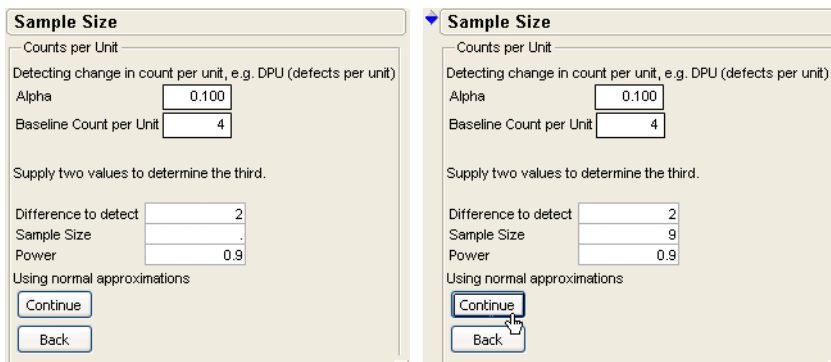 Sample Size
Counts per Unit
Detecting change in count per unit, e.g. DPU (defects per unit)
Alpha 0.100
Baseline Count per Unit 4
Supply two values to determine the third.
Difference to detect 2
Sample Size .
Power 0.9
Using normal approximations
Continue
Back
Sample Size
Counts per Unit
Detecting change in count per unit, e.g. DPU (defects per unit)
Alpha 0.100
Baseline Count per Unit 4
Supply two values to determine the third.
Difference to detect 2
Sample Size 9
Power 0.9
Using normal approximations
Continue
Back